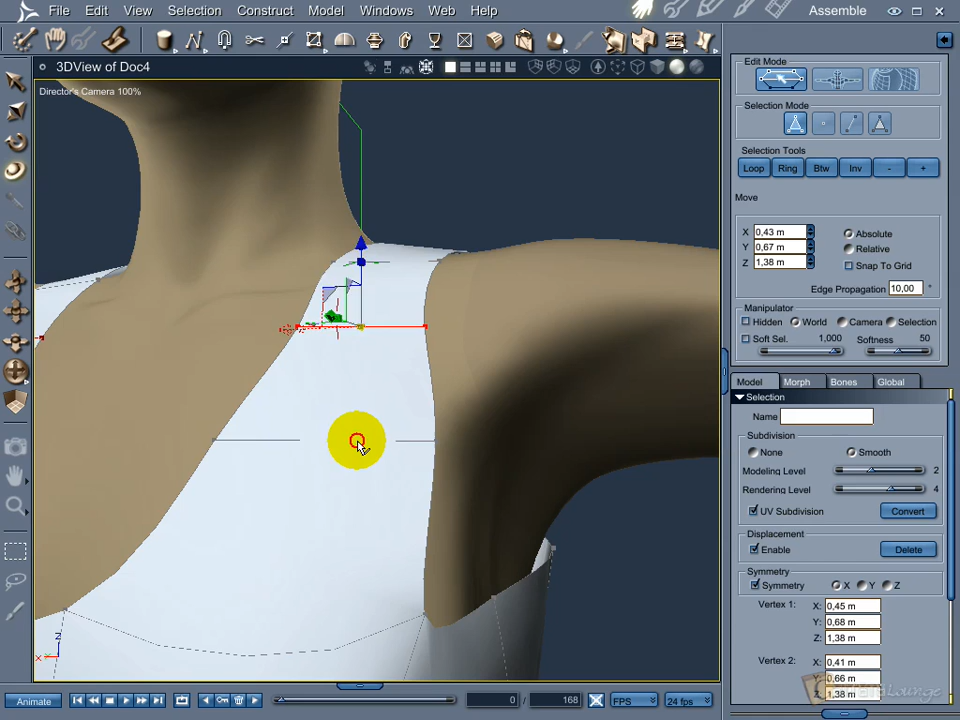 File Edit View Selection Construct Model Windows Web Help Assemble
3DView of Doc4
Director's Camera 100%
Edit Mode
Selection Mode
Selection Tools
Loop Ring Btw Inv - +
Move
X 0,43 m Absolute
Y 0,67 m Relative
Z 1,38 m Snap To Grid
Edge Propagation 10,00 °
Manipulator
Hidden World Camera Selection
Soft Sel. 1,000 Softness 50
Model Morph Bones Global
Selection
Name
Subdivision
None Smooth
Modeling Level 2
Rendering Level 4
UV Subdivision Convert
Displacement
Enable Delete
Symmetry
Symmetry X Y Z
Vertex 1: X: 0,45 m
Y: 0,68 m
Z: 1,38 m
Vertex 2: X: 0,41 m
Y: 0,66 m
Z: 1,38 m
Z
X
Animate 0 168 FPS 24 fps